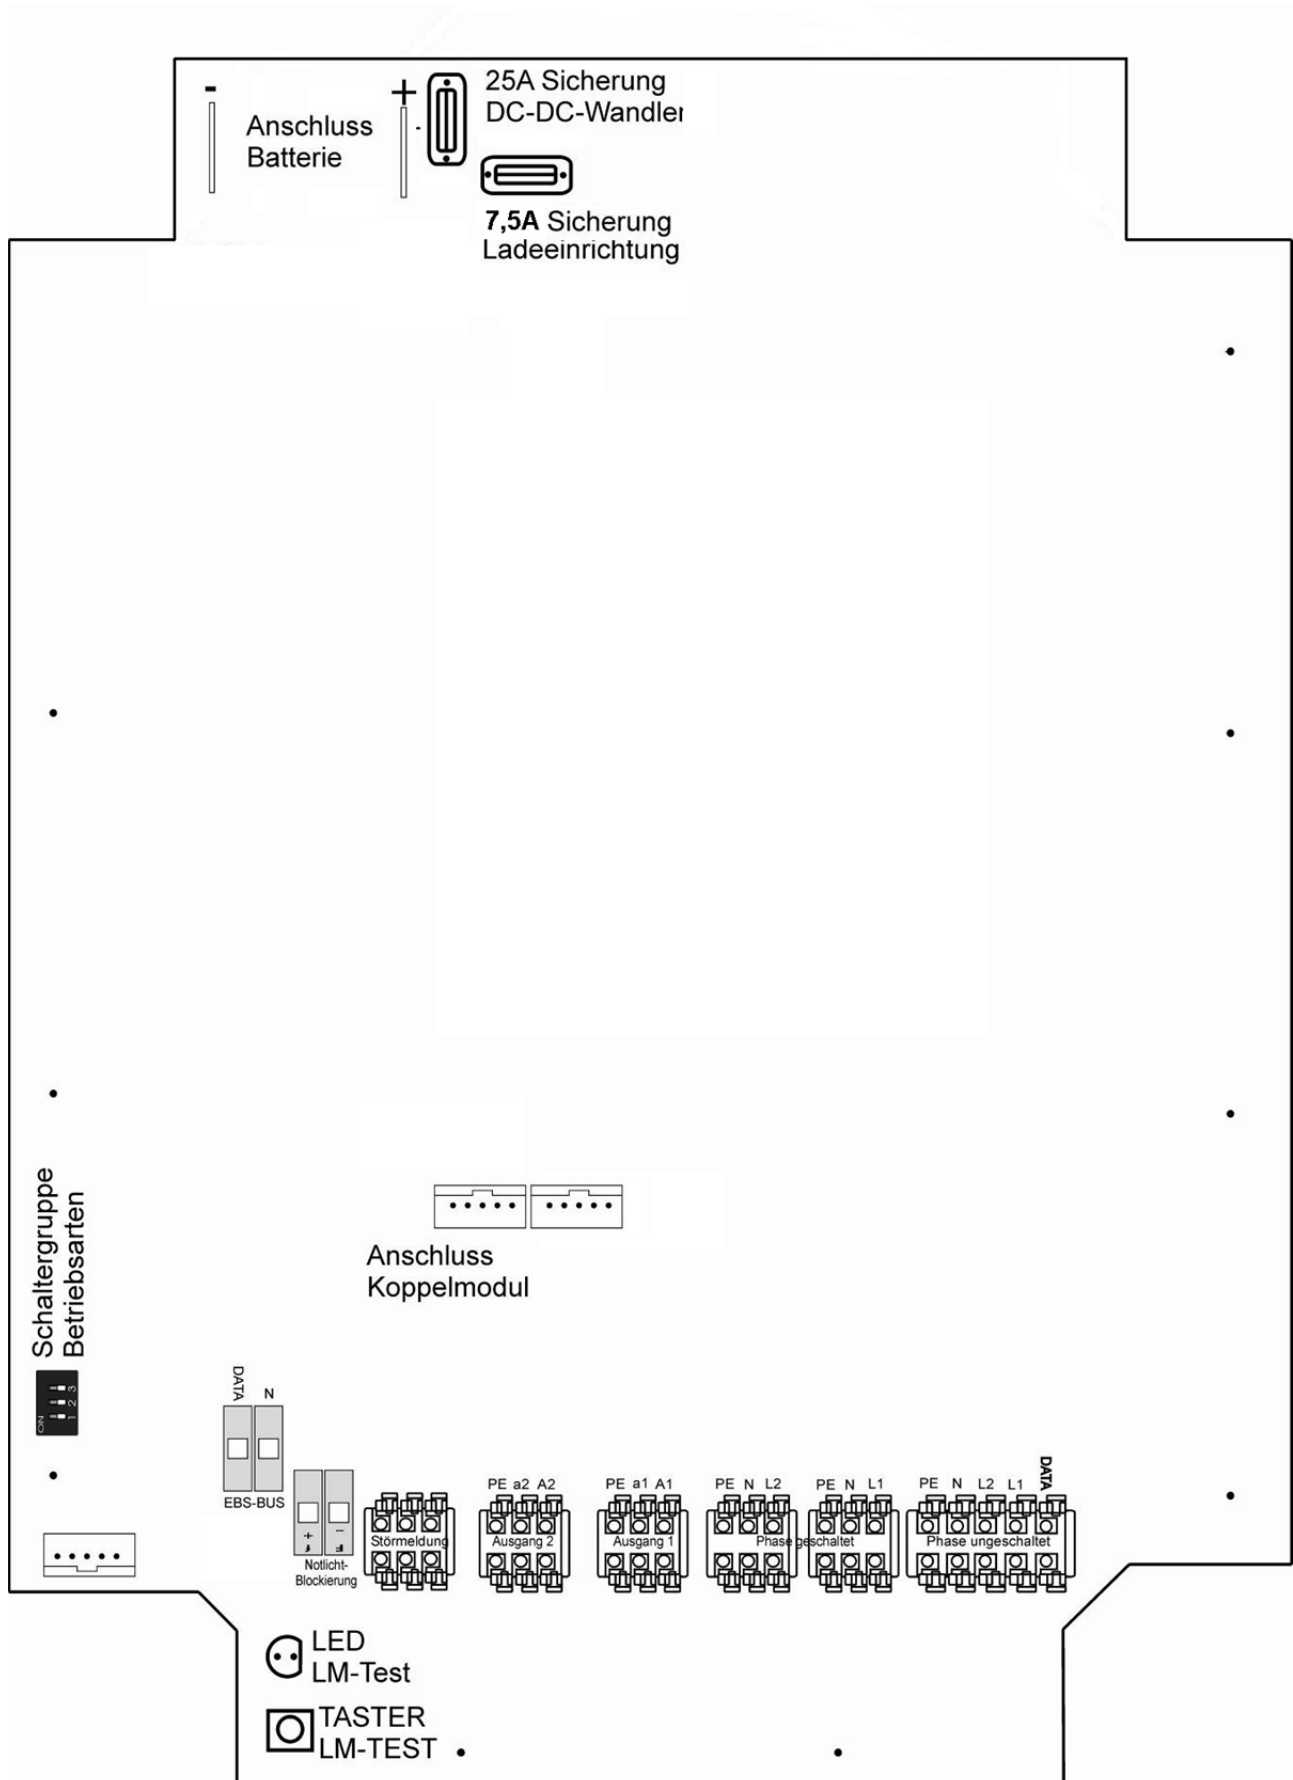 -
+
25A Sicherung
DC-DC-Wandler
Anschluss
Batterie
7,5A Sicherung
Ladeeinrichtung
Schaltergruppe
Betriebsarten
ON
1 2 3
Anschluss
Koppelmodul
DATA N
EBS-BUS
+ -
Notlicht-
Blockierung
Störmeldung
PE a2 A2
Ausgang 2
PE a1 A1
Ausgang 1
PE N L2
PE N L1
Phase geschaltet
PE N L2 L1 DATA
Phase ungeschaltet
LED
LM-Test
TASTER
LM-TEST